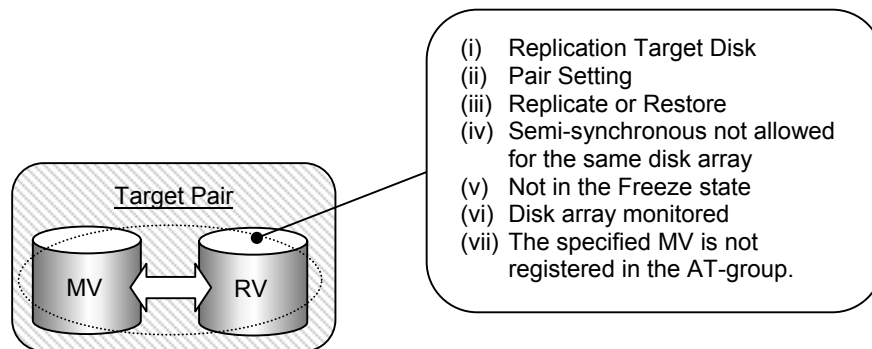 (i) Replication Target Disk
(ii) Pair Setting
(iii) Replicate or Restore
(iv) Semi-synchronous not allowed
for the same disk array
(v) Not in the Freeze state
(vi) Disk array monitored
(vii) The specified MV is not
registered in the AT-group.
Target Pair
MV
RV